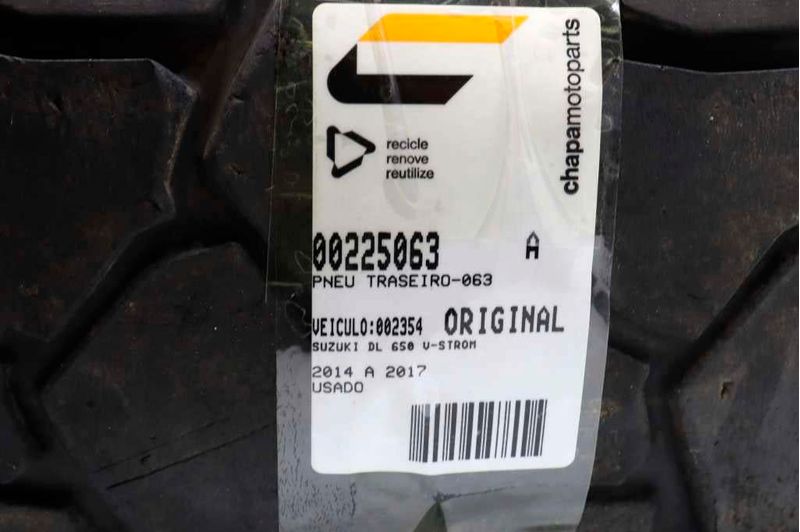 chapamotoparts
recicle
renove
reutilize
00225063 A
PNEU TRASEIRO-063
VEICULO:002354 ORIGINAL
SUZUKI DL 650 V-STROM
2014 A 2017
USADO